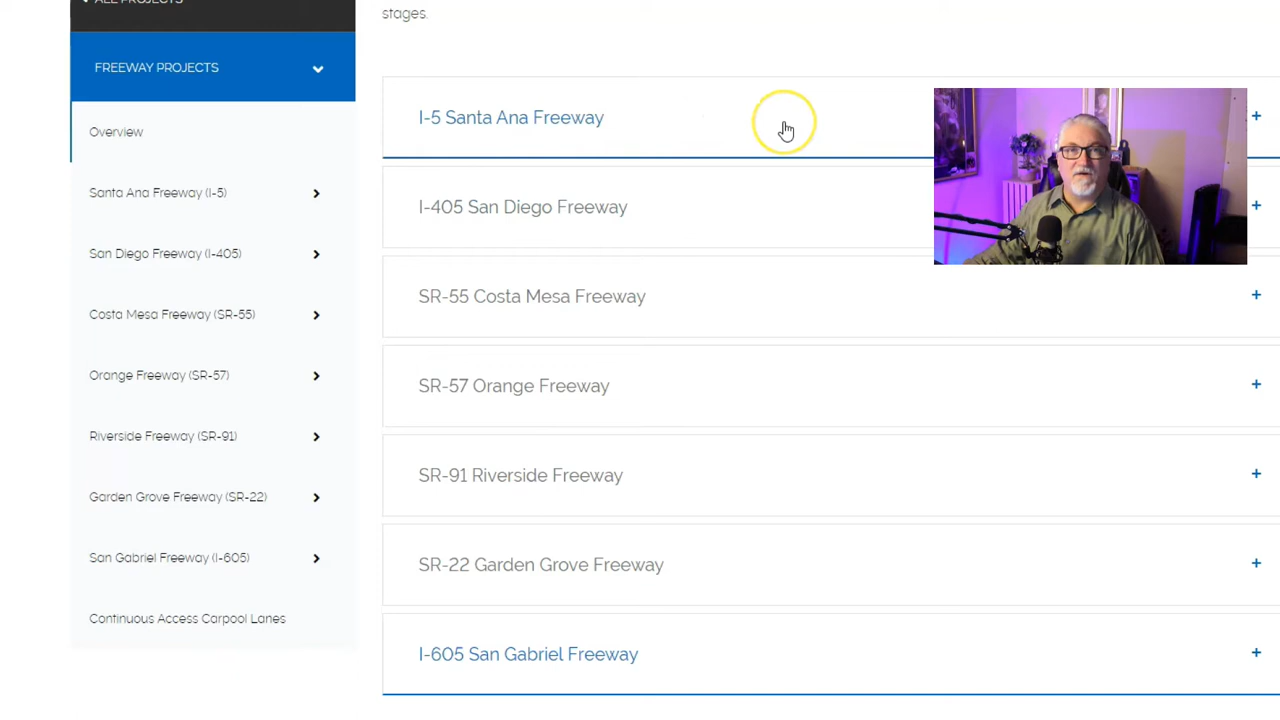 ALL PROJECTS
FREEWAY PROJECTS
Overview
Santa Ana Freeway (I-5)
San Diego Freeway (I-405)
Costa Mesa Freeway (SR-55)
Orange Freeway (SR-57)
Riverside Freeway (SR-91)
Garden Grove Freeway (SR-22)
San Gabriel Freeway (I-605)
Continuous Access Carpool Lanes
stages.
I-5 Santa Ana Freeway
I-405 San Diego Freeway
SR-55 Costa Mesa Freeway
SR-57 Orange Freeway
SR-91 Riverside Freeway
SR-22 Garden Grove Freeway
I-605 San Gabriel Freeway